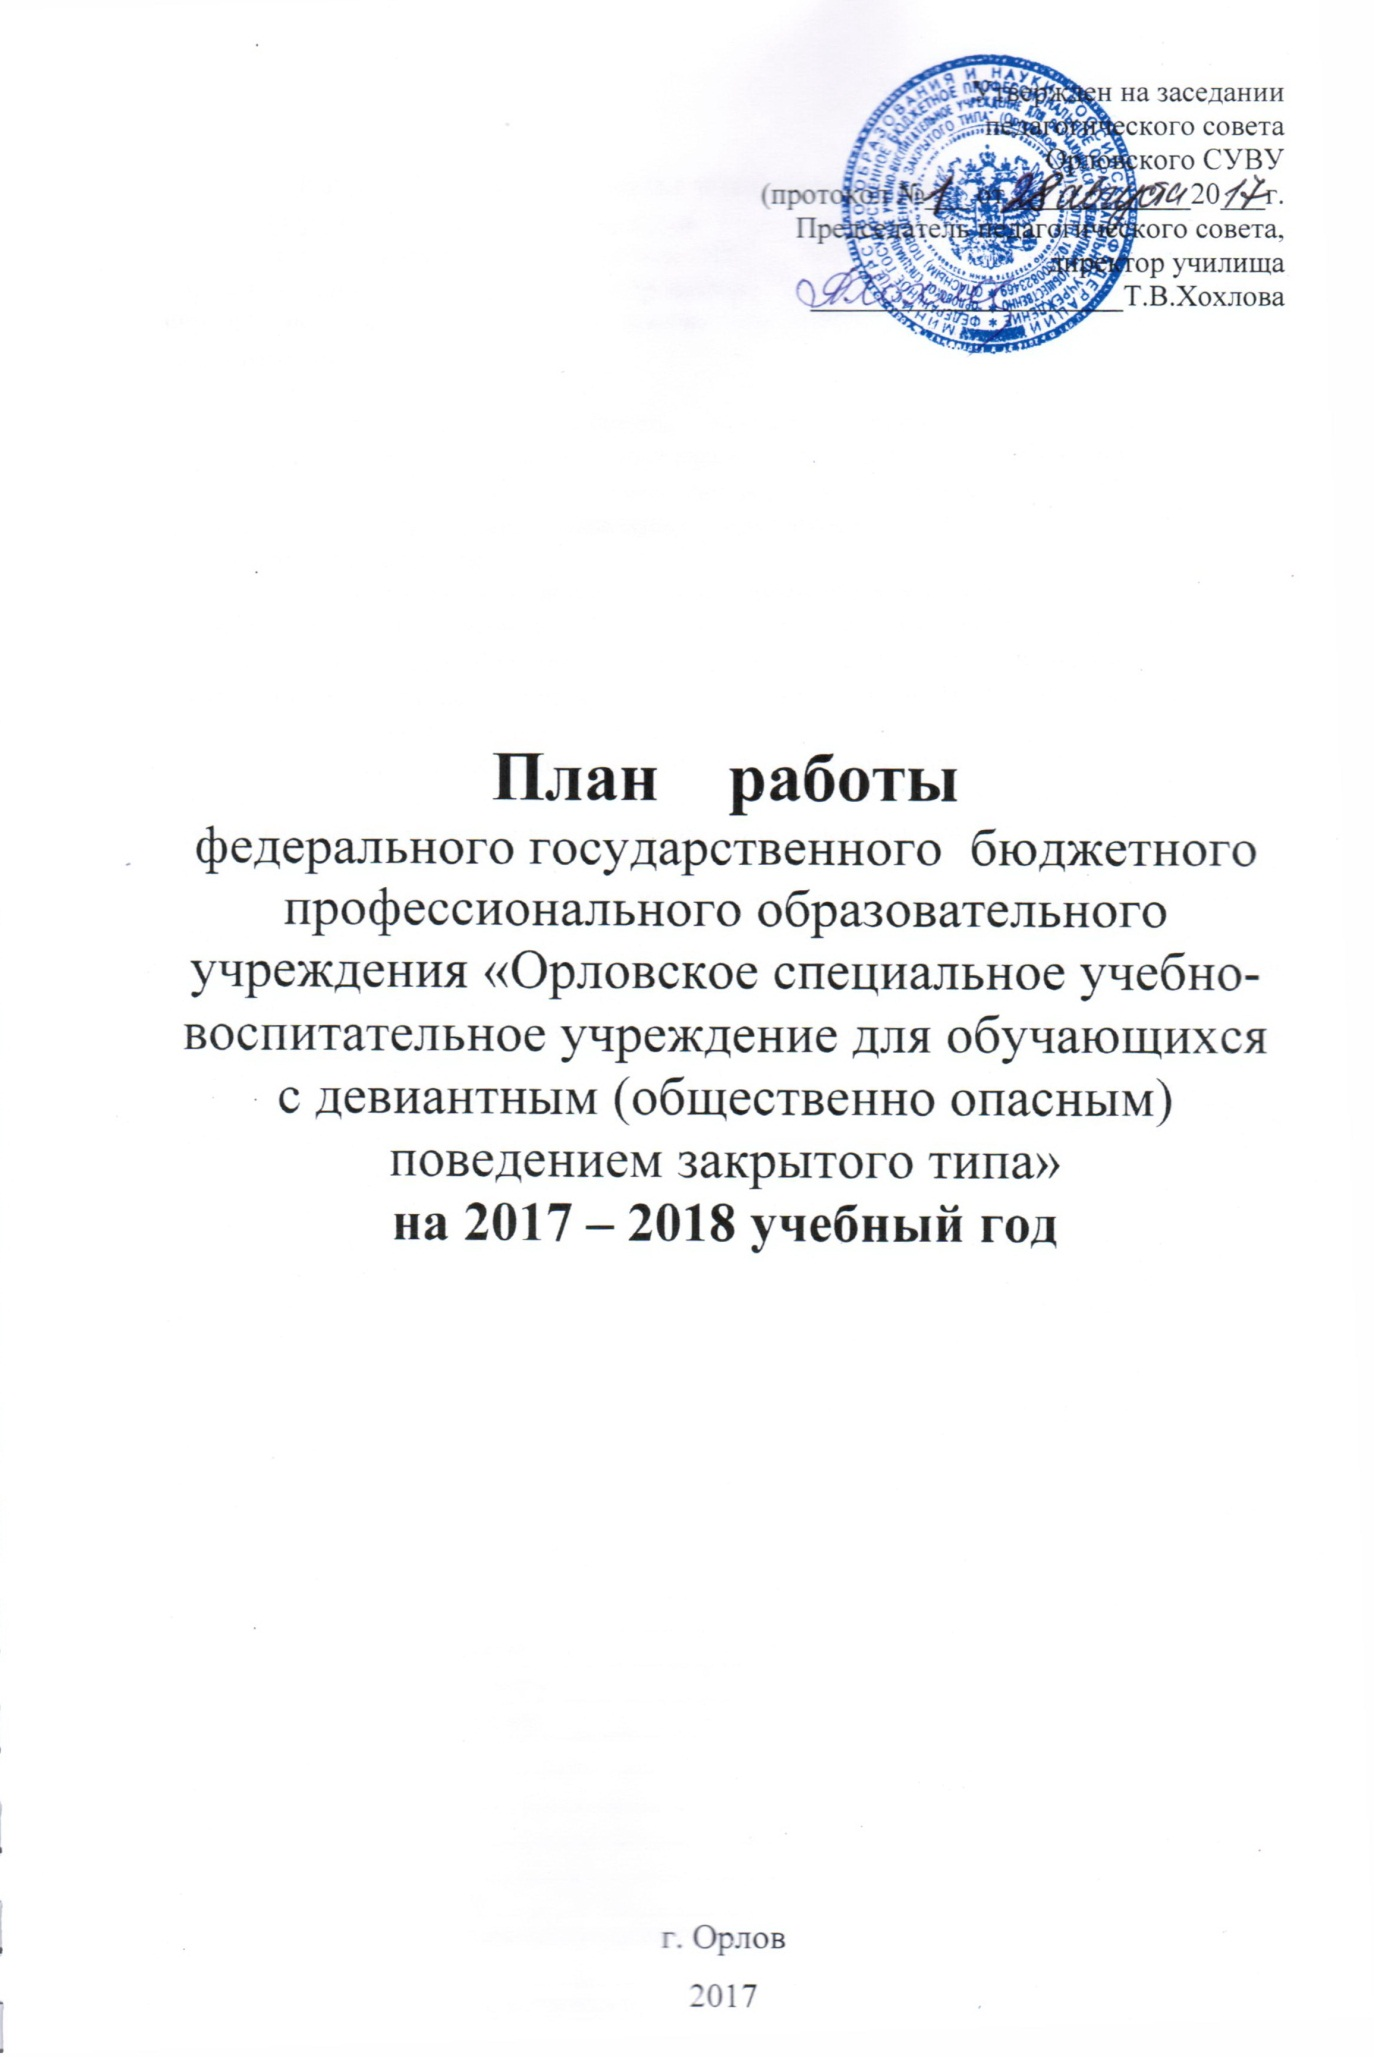 Утвержден на заседании
педагогического совета
Орловского СУВУ
(протокол № 1 от 28 августа 2017 г.
Председатель педагогического совета,
директор училища
Т.В.Хохлова
План работы
федерального государственного бюджетного
профессионального образовательного
учреждения «Орловское специальное учебно-
воспитательное учреждение для обучающихся
с девиантным (общественно опасным)
поведением закрытого типа»
на 2017 – 2018 учебный год
г. Орлов
2017